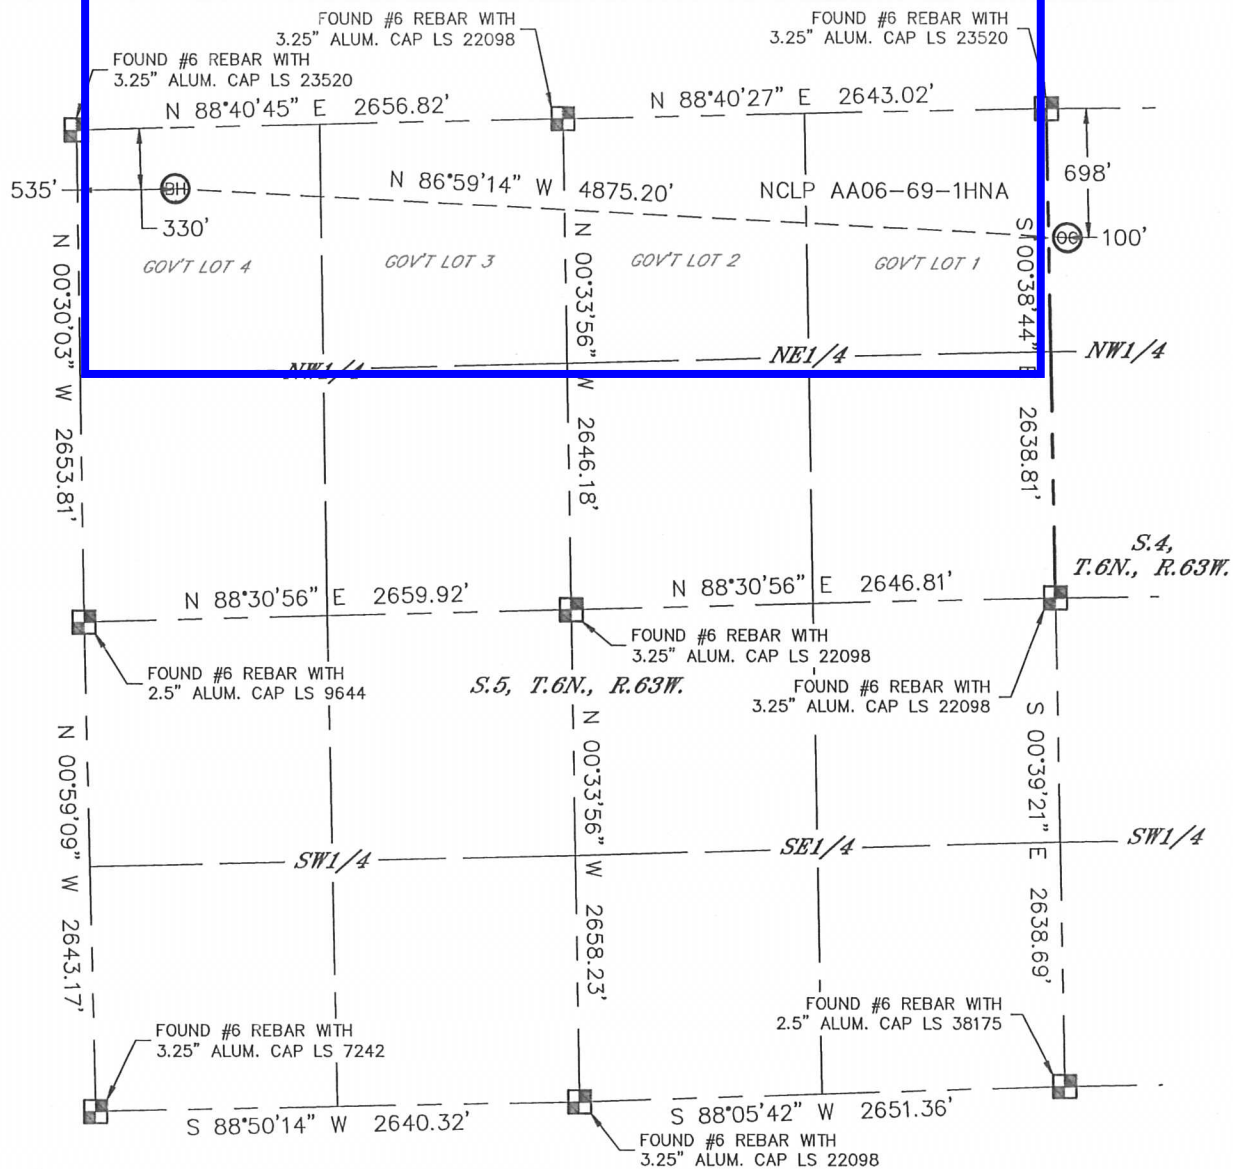 FOUND #6 REBAR WITH
3.25" ALUM. CAP LS 22098
FOUND #6 REBAR WITH
3.25" ALUM. CAP LS 23520
FOUND #6 REBAR WITH
3.25" ALUM. CAP LS 23520
N 88°40'45" E 2656.82'
N 88°40'27" E 2643.02'
535'
BH
330'
N 86°59'14" W 4875.20'
NCLP AA06-69-1HNA
698'
100'
GOV'T LOT 4
GOV'T LOT 3
GOV'T LOT 2
GOV'T LOT 1
N 00°30'03" W 2653.81'
N 00°33'56" W 2646.18'
S 00°38'44" E 2638.81'
NW1/4
NE1/4
NW1/4
S.4,
T.6N., R.63W.
N 88°30'56" E 2659.92'
N 88°30'56" E 2646.81'
FOUND #6 REBAR WITH
2.5" ALUM. CAP LS 9644
FOUND #6 REBAR WITH
3.25" ALUM. CAP LS 22098
FOUND #6 REBAR WITH
3.25" ALUM. CAP LS 22098
S.5, T.6N., R.63W.
N 00°59'09" W 2643.17'
N 00°33'56" W 2658.23'
S 00°39'21" E 2638.69'
SW1/4
SE1/4
SW1/4
FOUND #6 REBAR WITH
3.25" ALUM. CAP LS 7242
FOUND #6 REBAR WITH
2.5" ALUM. CAP LS 38175
S 88°50'14" W 2640.32'
S 88°05'42" W 2651.36'
FOUND #6 REBAR WITH
3.25" ALUM. CAP LS 22098